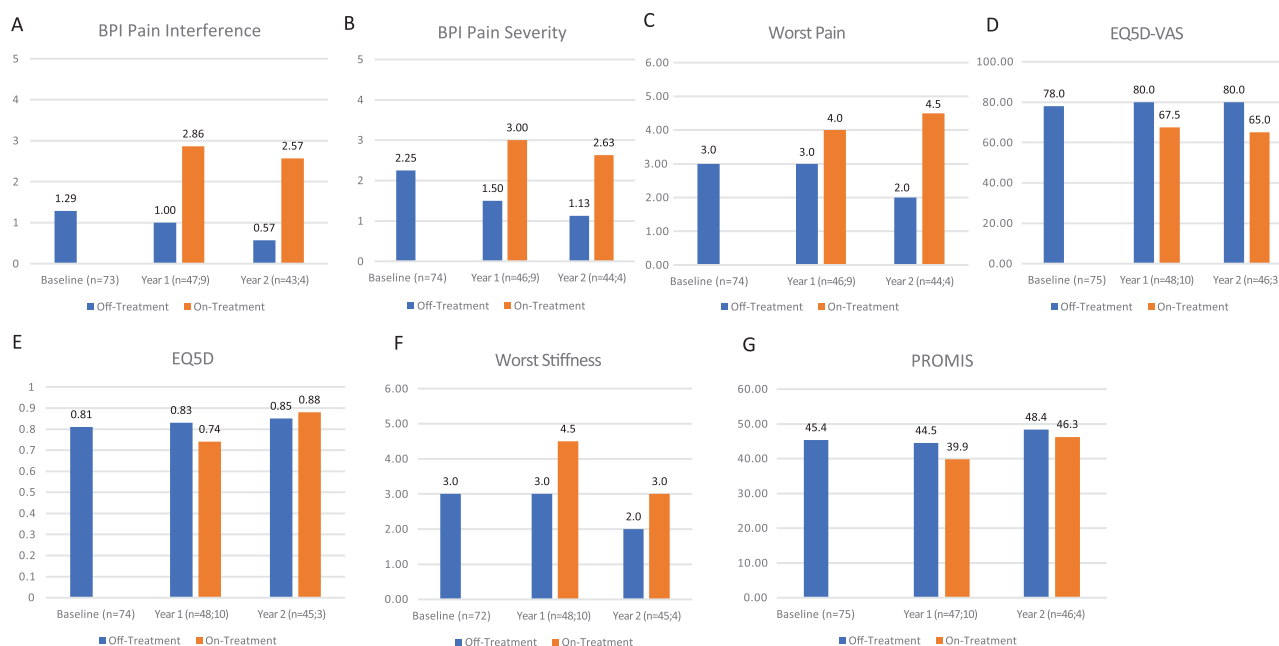 A
BPI Pain Interference
5
4
3
2
1
0
1.29
1.00
2.86
0.57
2.57
Baseline (n=73)
Year 1 (n=47;9)
Year 2 (n=43;4)
Off-Treatment
On-Treatment
B
BPI Pain Severity
5
4
3
2
1
0
2.25
1.50
3.00
1.13
2.63
Baseline (n=74)
Year 1 (n=46;9)
Year 2 (n=44;4)
Off-Treatment
On-Treatment
C
Worst Pain
6.00
5.00
4.00
3.00
2.00
1.00
0.00
3.0
3.0
4.0
2.0
4.5
Baseline (n=74)
Year 1 (n=46;9)
Year 2 (n=44;4)
Off-Treatment
On-Treatment
D
EQ5D-VAS
100.00
80.00
60.00
40.00
20.00
0.00
78.0
80.0
67.5
80.0
65.0
Baseline (n=75)
Year 1 (n=48;10)
Year 2 (n=46;3
Off-Treatment
On-Treatment
E
EQ5D
1
0.9
0.8
0.7
0.6
0.5
0.4
0.3
0.2
0.1
0
0.81
0.83
0.74
0.85
0.88
Baseline (n=74)
Year 1 (n=48;10)
Year 2 (n=45;3)
Off-Treatment
On-Treatment
F
Worst Stiffness
6.00
5.00
4.00
3.00
2.00
1.00
0.00
3.0
3.0
4.5
2.0
3.0
Baseline (n=72)
Year 1 (n=48;10)
Year 2 (n=45;4)
Off-Treatment
On-Treatment
G
PROMIS
60.00
50.00
40.00
30.00
20.00
10.00
0.00
45.4
44.5
39.9
48.4
46.3
Baseline (n=75)
Year 1 (n=47;10)
Year 2 (n=46;4)
Off-Treatment
On-Treatment